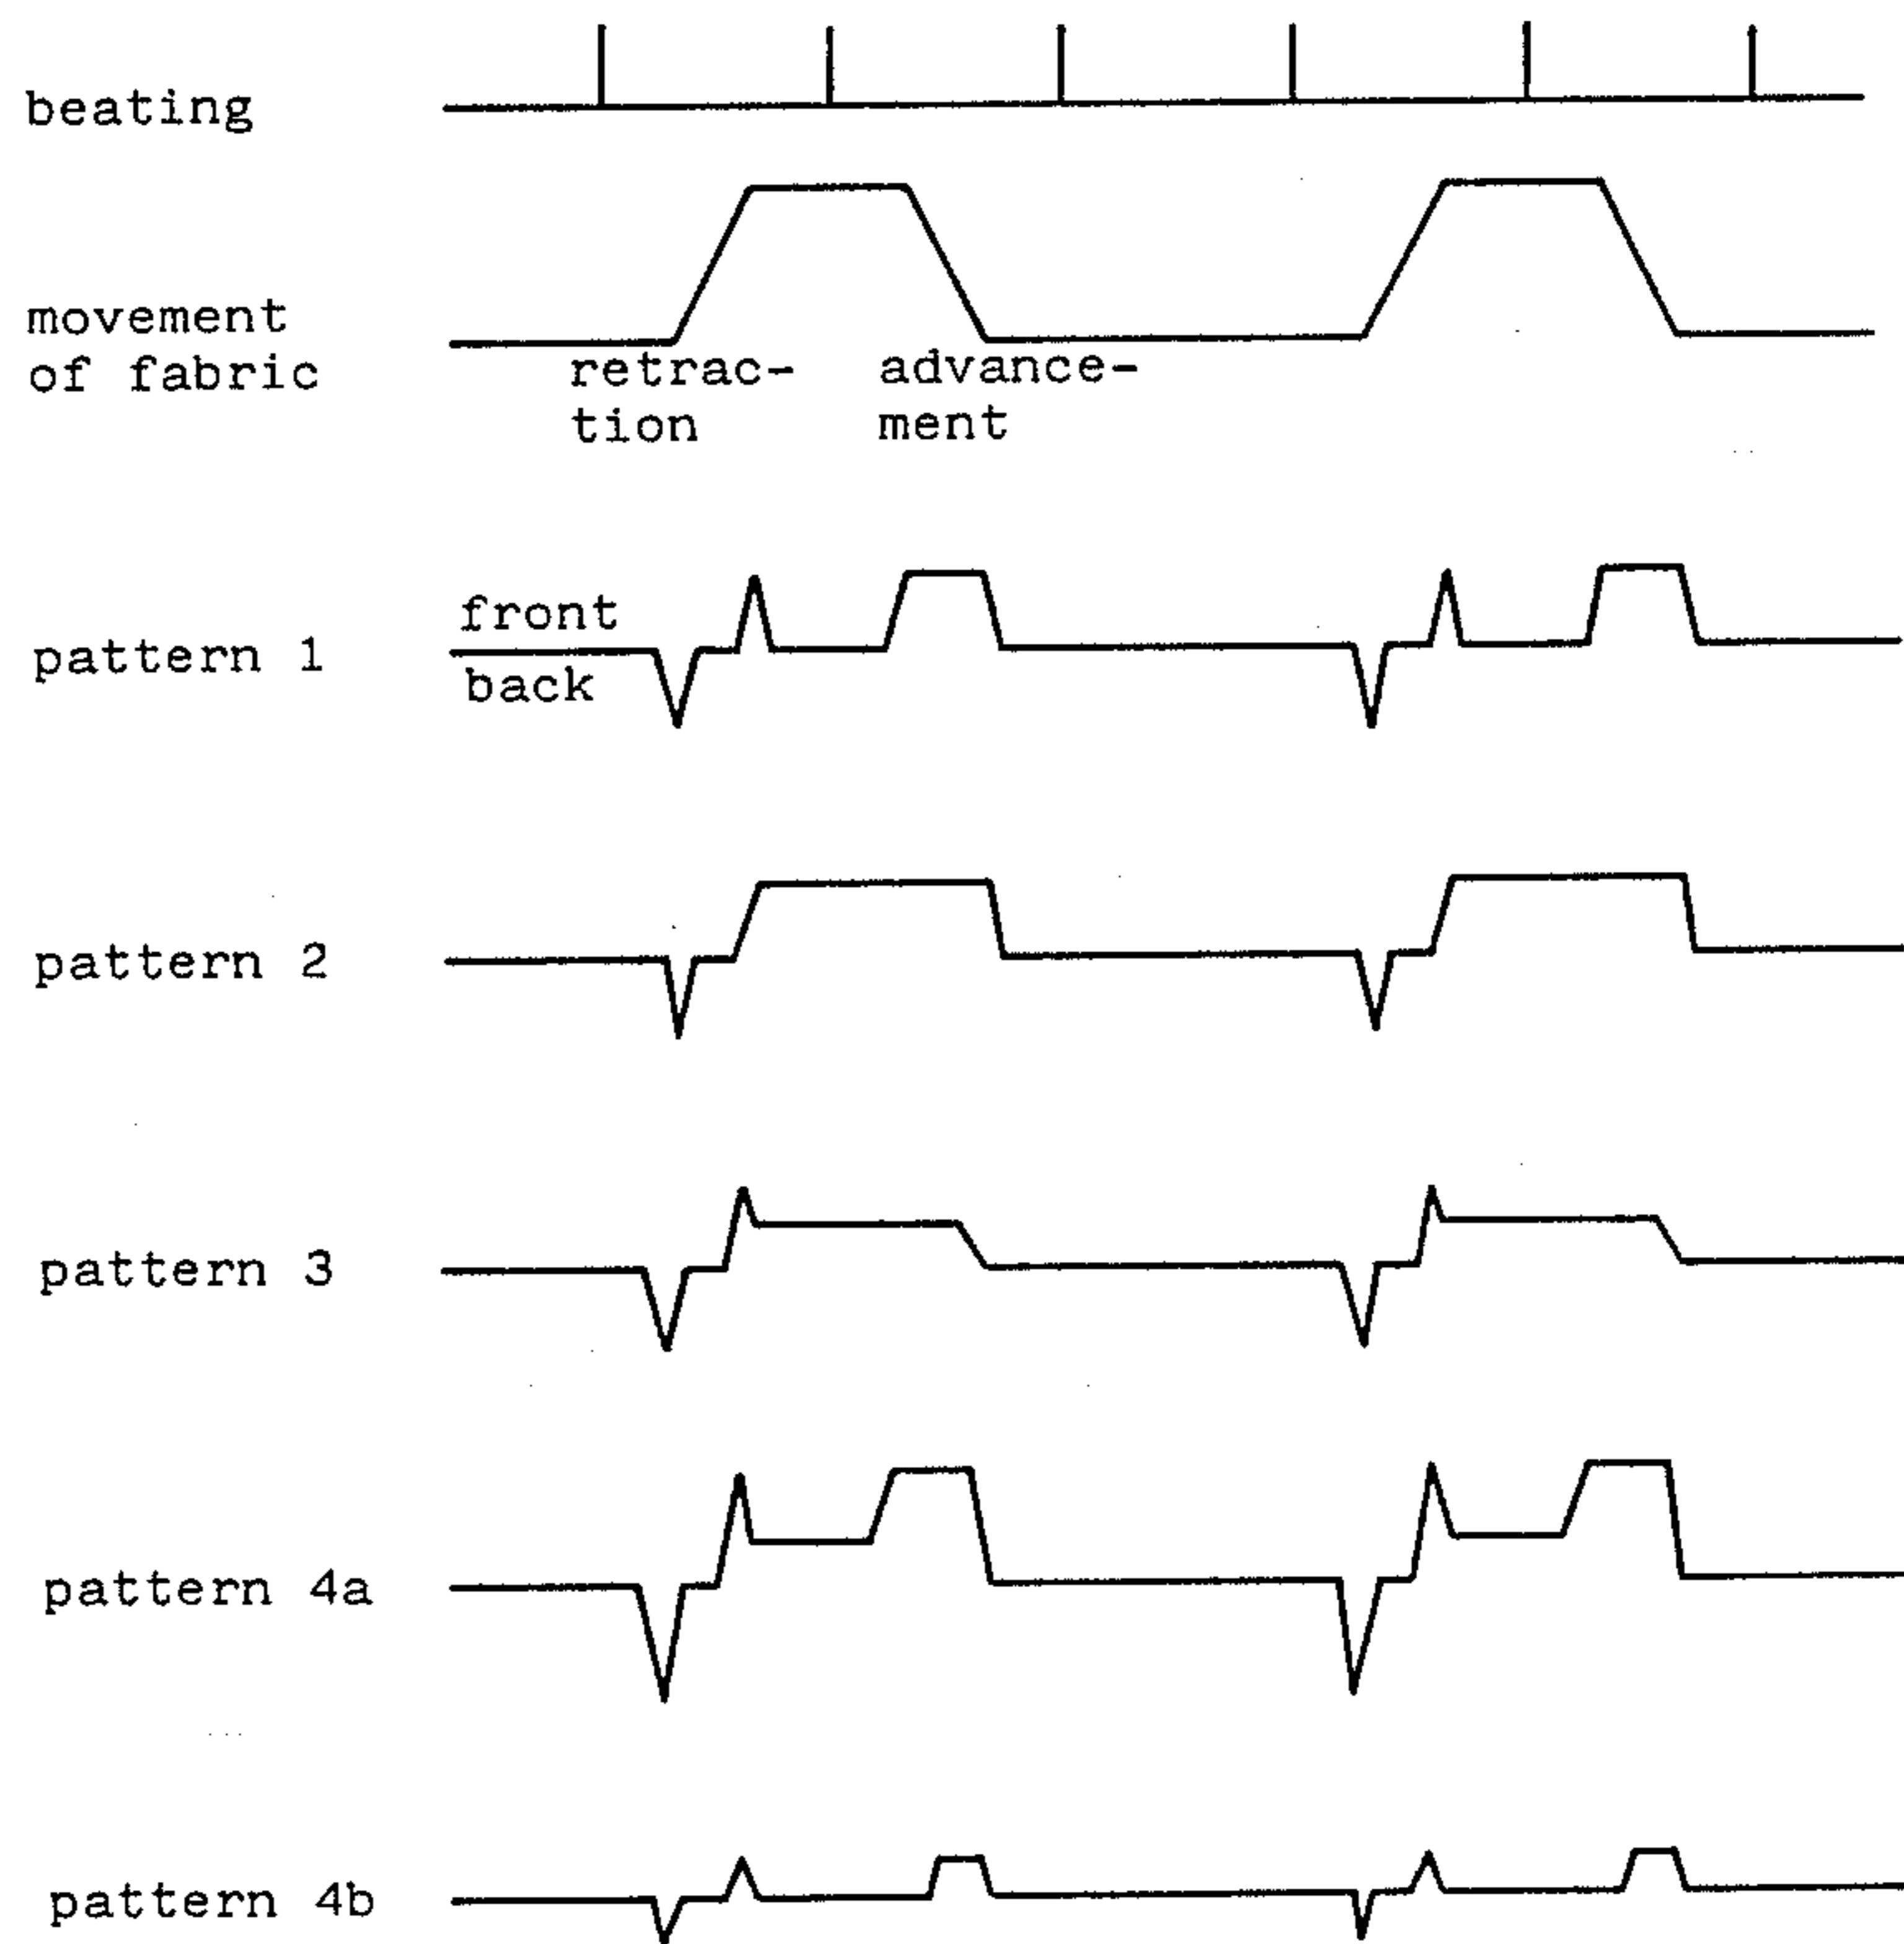 beating
movement
of fabric
retrac-
tion
advance-
ment
pattern 1
front
back
pattern 2
pattern 3
pattern 4a
pattern 4b